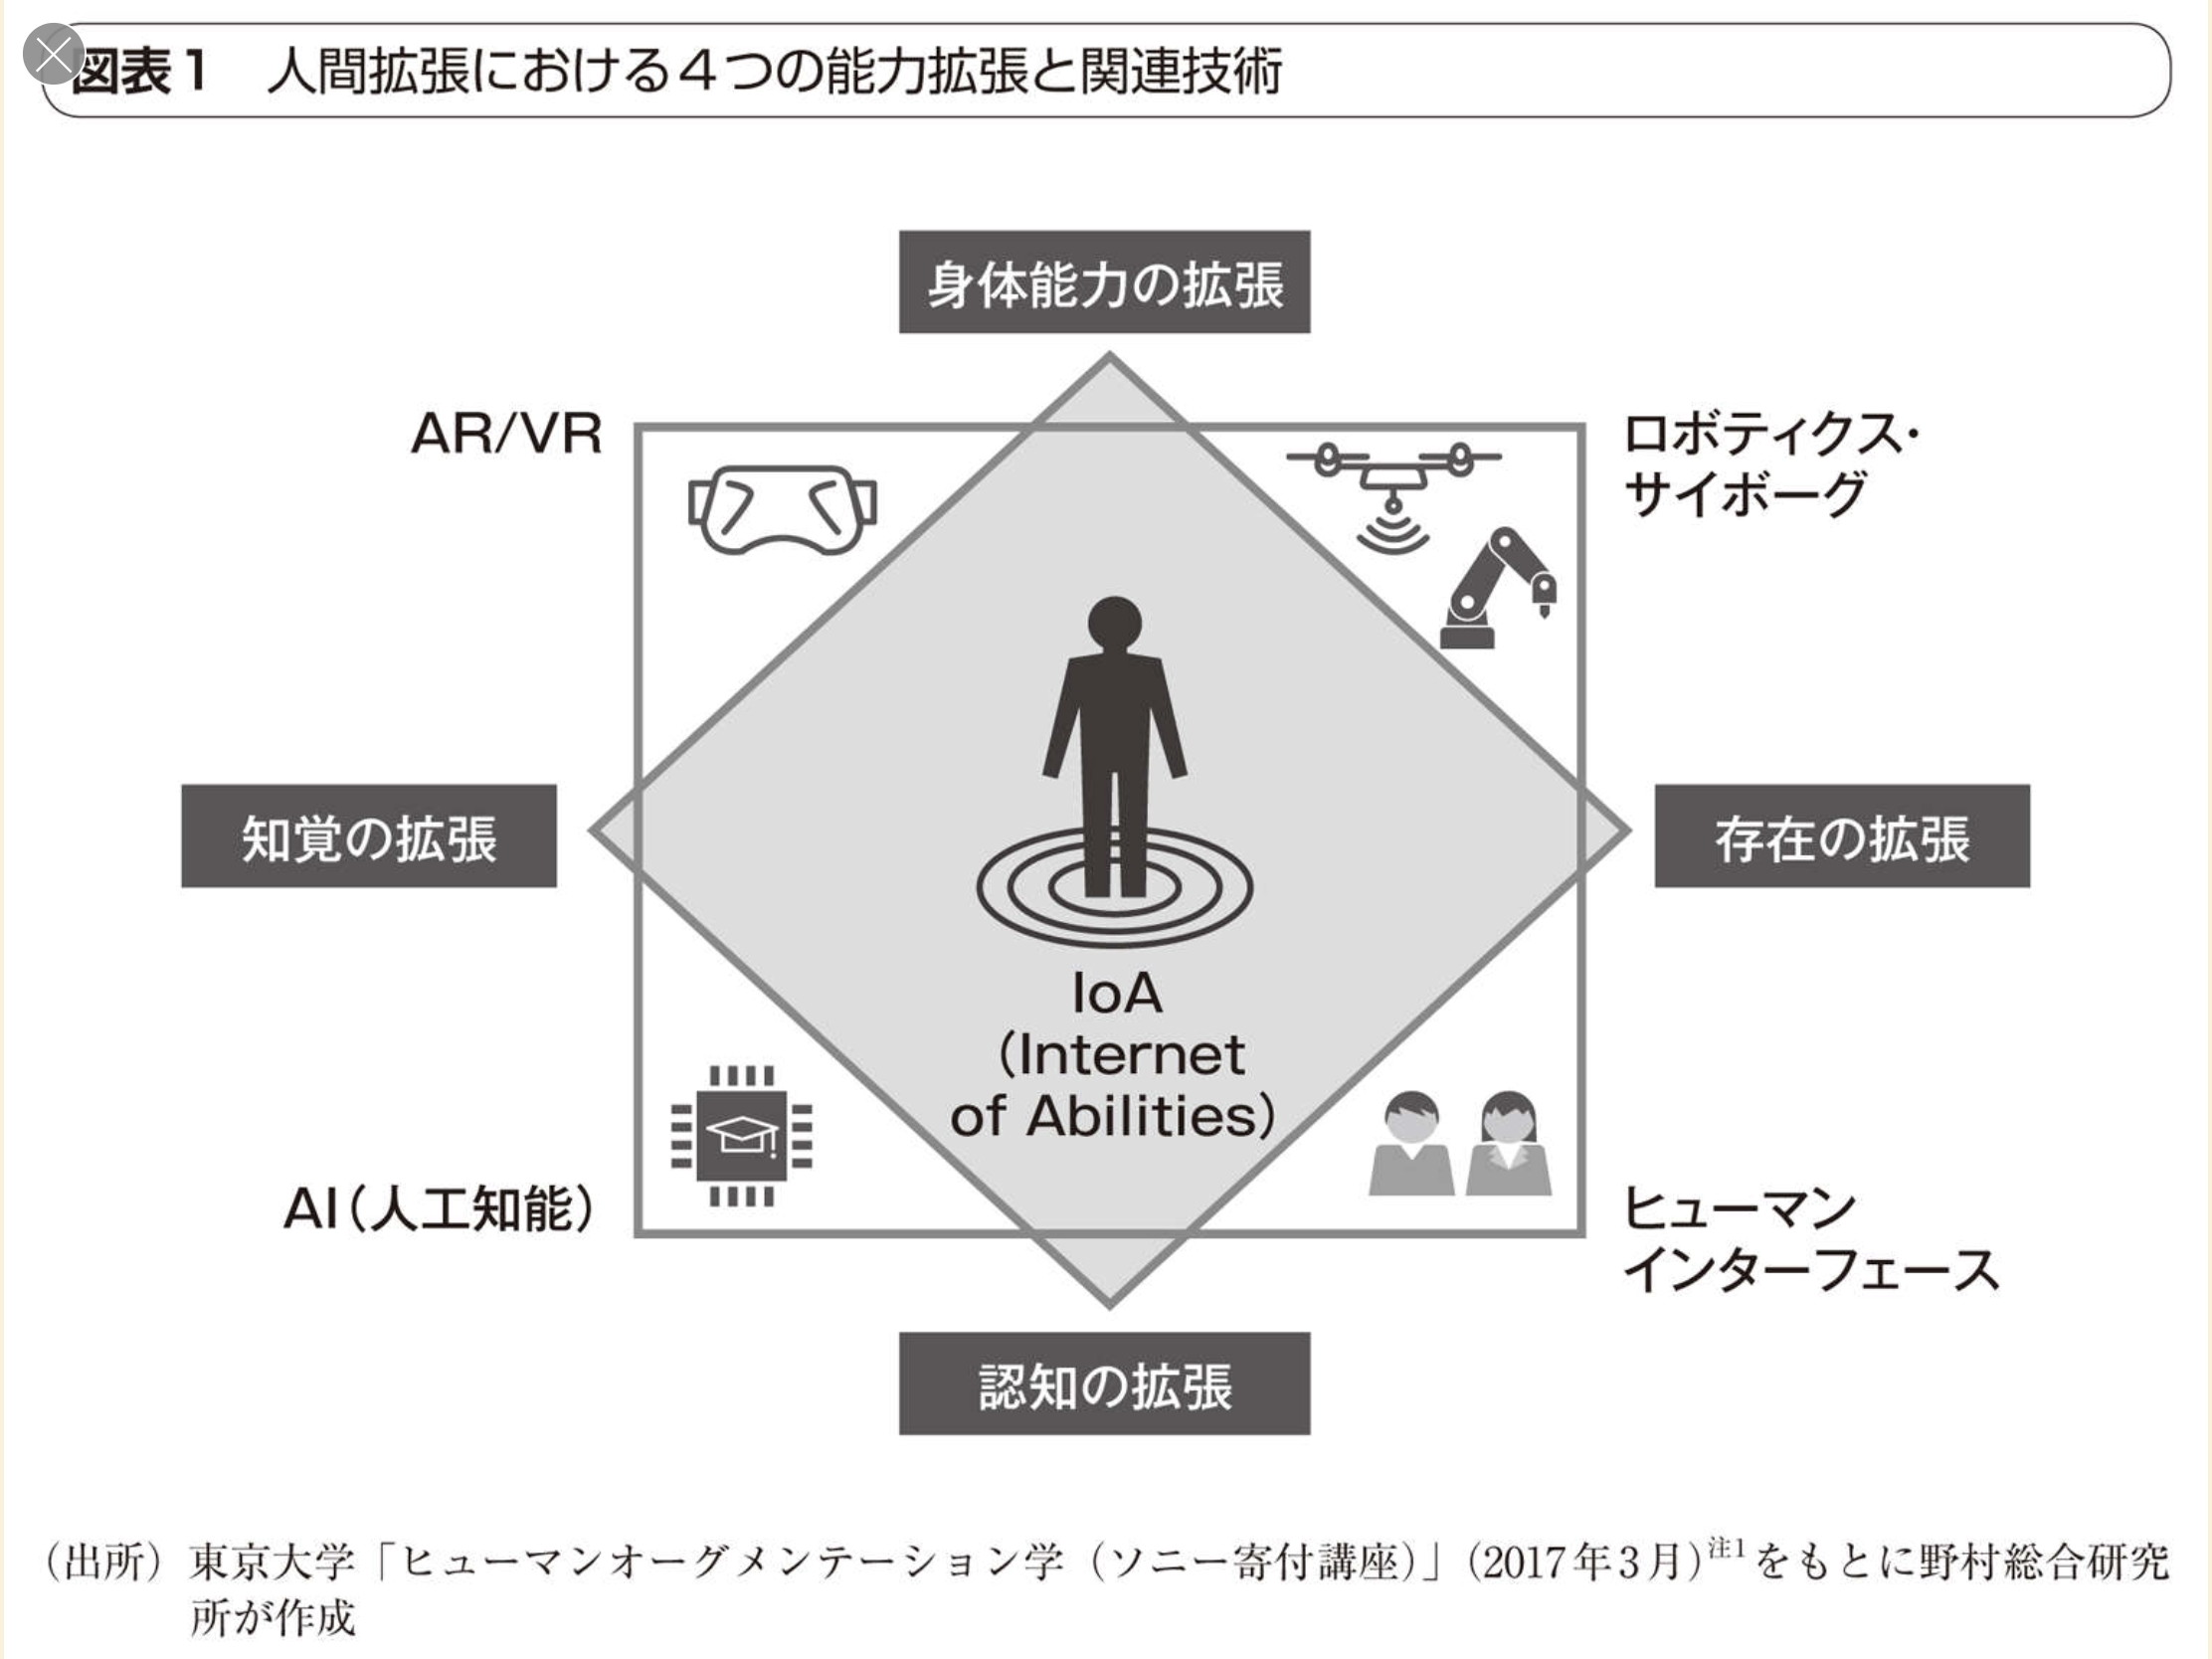 図表1 人間拡張における4つの能力拡張と関連技術
身体能力の拡張
AR/VR
ロボティクス・
サイボーグ
知覚の拡張
存在の拡張
IoA
(Internet
of Abilities)
AI(人工知能)
ヒューマン
インターフェース
認知の拡張
(出所) 東京大学「ヒューマンオーグメンテーション学(ソニー寄付講座)」(2017年3月)注1をもとに野村総合研究
所が作成